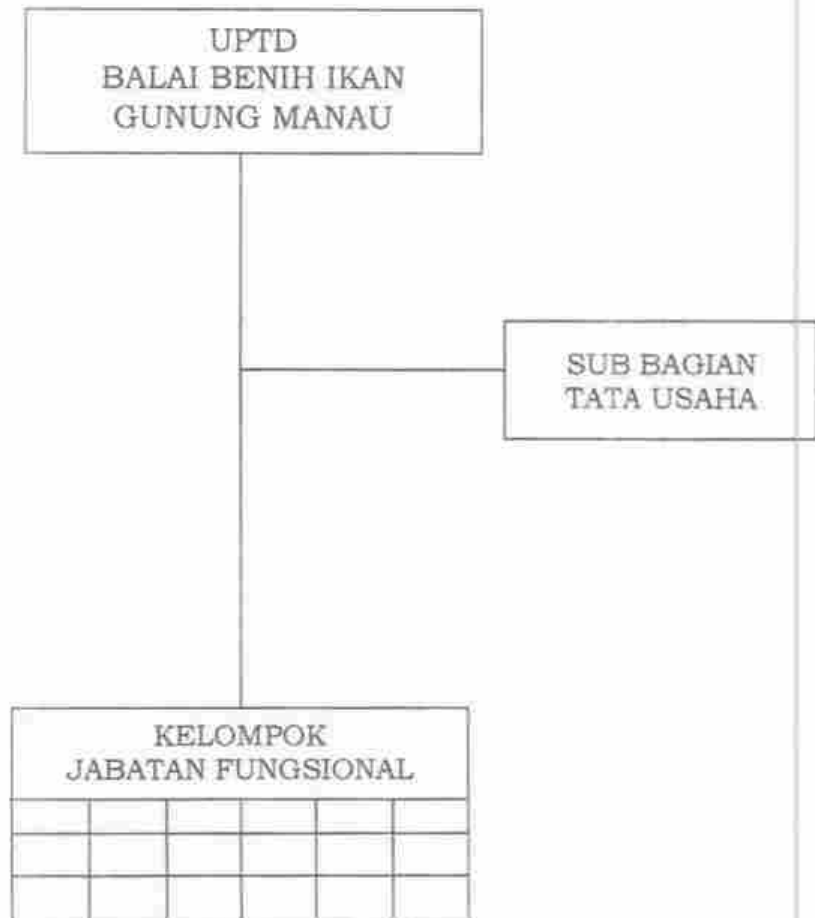 UPTD
BALAI BENIH IKAN
GUNUNG MANAU
SUB BAGIAN
TATA USAHA
KELOMPOK
JABATAN FUNGSIONAL